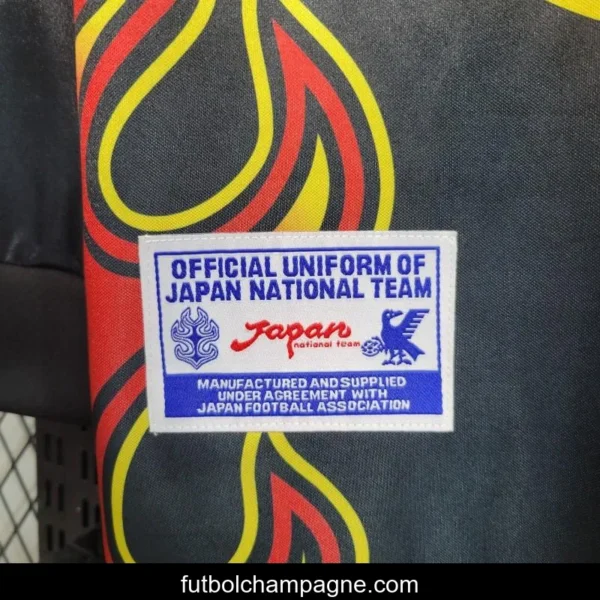 OFFICIAL UNIFORM OF
JAPAN NATIONAL TEAM
Japan
national team
MANUFACTURED AND SUPPLIED
UNDER AGREEMENT WITH
JAPAN FOOTBALL ASSOCIATION
futbolchampagne.com